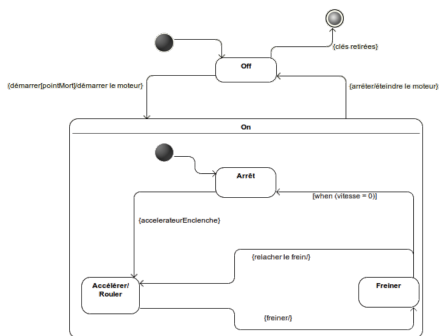 {clés retirées}
Off
{démarrer[pointMort]/démarrer le moteur}
{arrêter/éteindre le moteur}
On
Arrêt
[when (vitesse = 0)]
{accelerateurEnclenche}
{relacher le frein/}
Accélérer/
Rouler
Freiner
{freiner/}